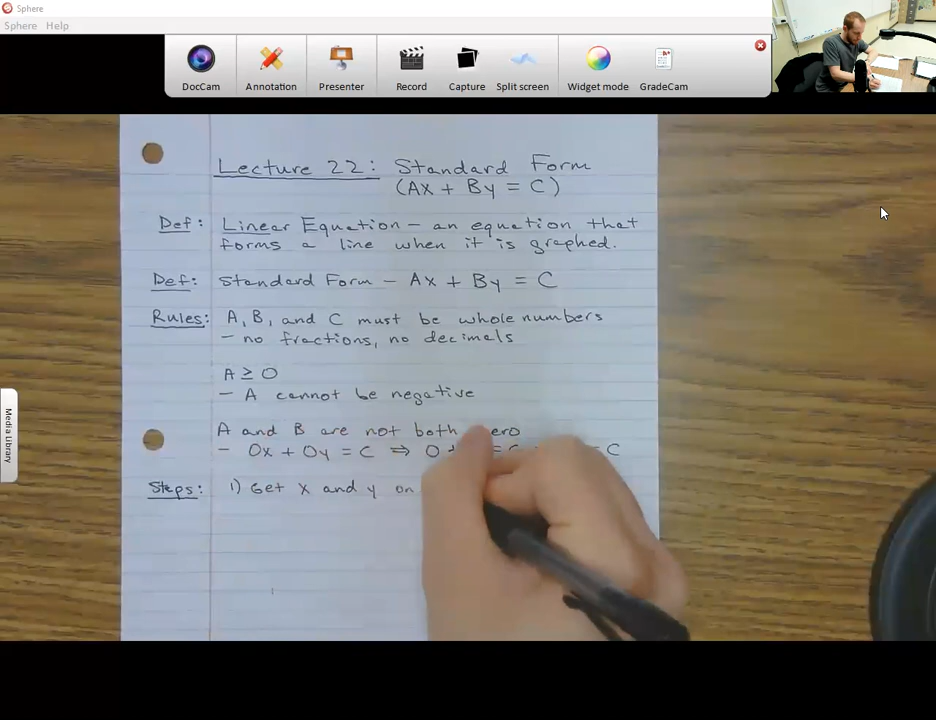 Sphere
Sphere Help
DocCam Annotation Presenter Record Capture Split screen Widget mode GradeCam
Media Library
Lecture 22: Standard Form
(Ax + By = C)
Def: Linear Equation - an equation that
forms a line when it is graphed.
Def: Standard Form - Ax + By = C
Rules: A, B, and C must be whole numbers
- no fractions, no decimals
A ≥ 0
- A cannot be negative
A and B are not both
- 0x + 0y = C ⇒ 0 = C
Steps: 1) Get x and y on